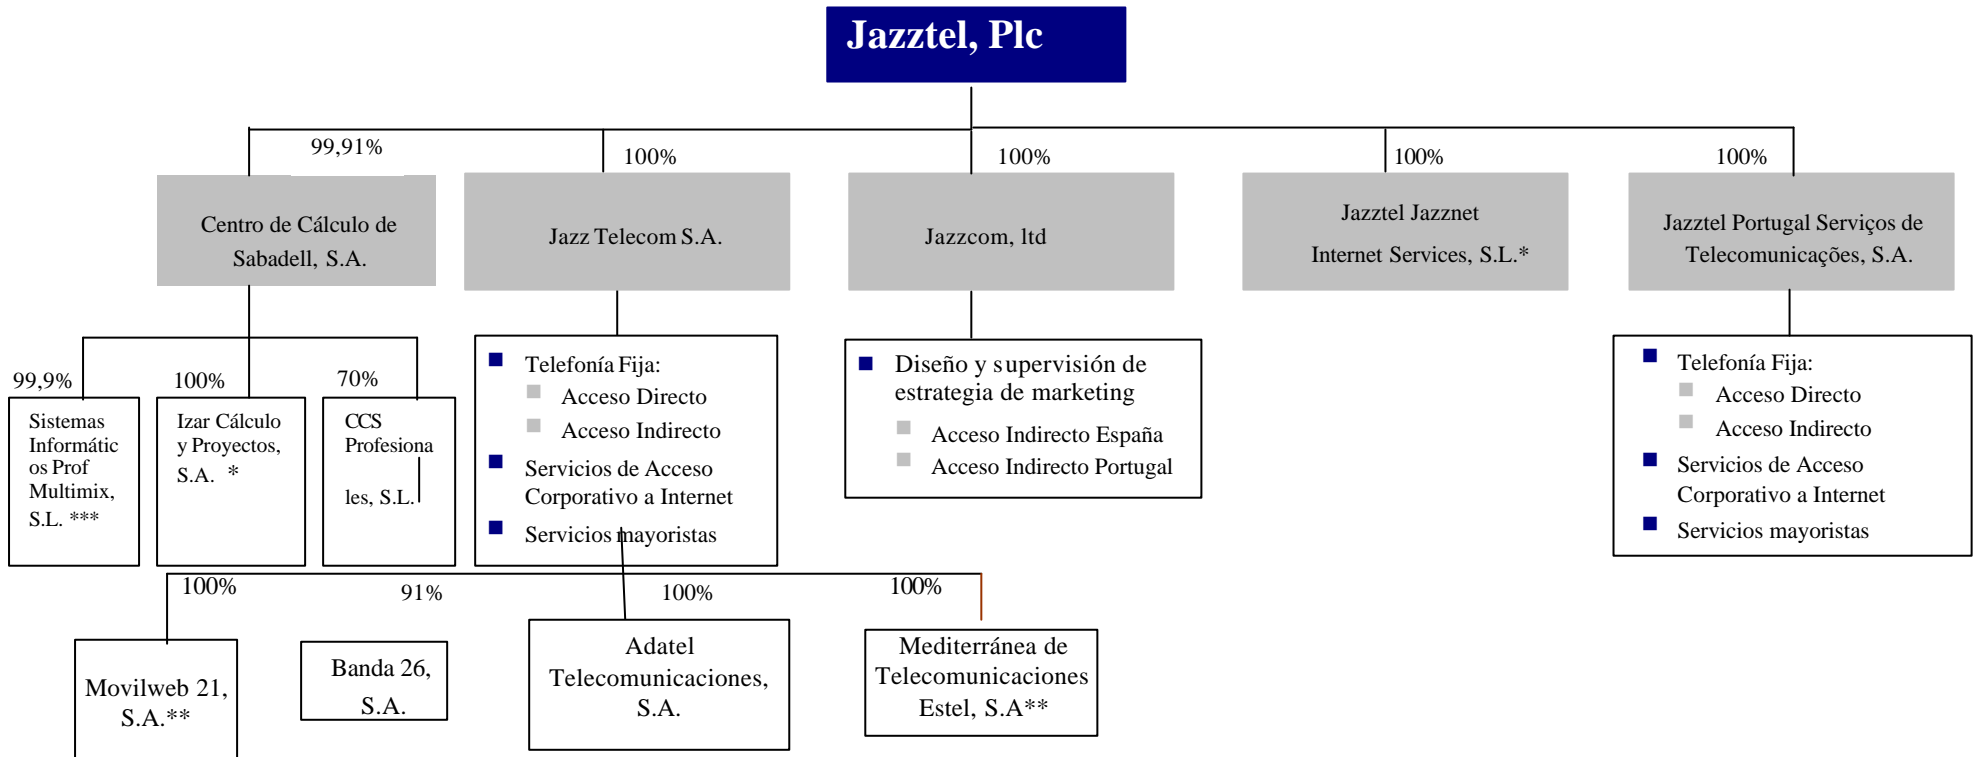 Jazztel, Plc
99,91%
100%
100%
100%
100%
Centro de Cálculo de
Sabadell, S.A.
Jazz Telecom S.A.
Jazzcom, ltd
Jazztel Jazznet
Internet Services, S.L.*
Jazztel Portugal Serviços de
Telecomunicações, S.A.
99,9%
100%
70%
Sistemas
Informátic
os Prof
Multimix,
S.L. ***
Izar Cálculo
y Proyectos,
S.A. *
CCS
Profesiona
les, S.L.
Telefonía Fija:
Acceso Directo
Acceso Indirecto
Servicios de Acceso
Corporativo a Internet
Servicios mayoristas
Diseño y supervisión de
estrategia de marketing
Acceso Indirecto España
Acceso Indirecto Portugal
Telefonía Fija:
Acceso Directo
Acceso Indirecto
Servicios de Acceso
Corporativo a Internet
Servicios mayoristas
100%
91%
100%
100%
Movilweb 21,
S.A.**
Banda 26,
S.A.
Adatel
Telecomunicaciones,
S.A.
Mediterránea de
Telecomunicaciones
Estel, S.A**